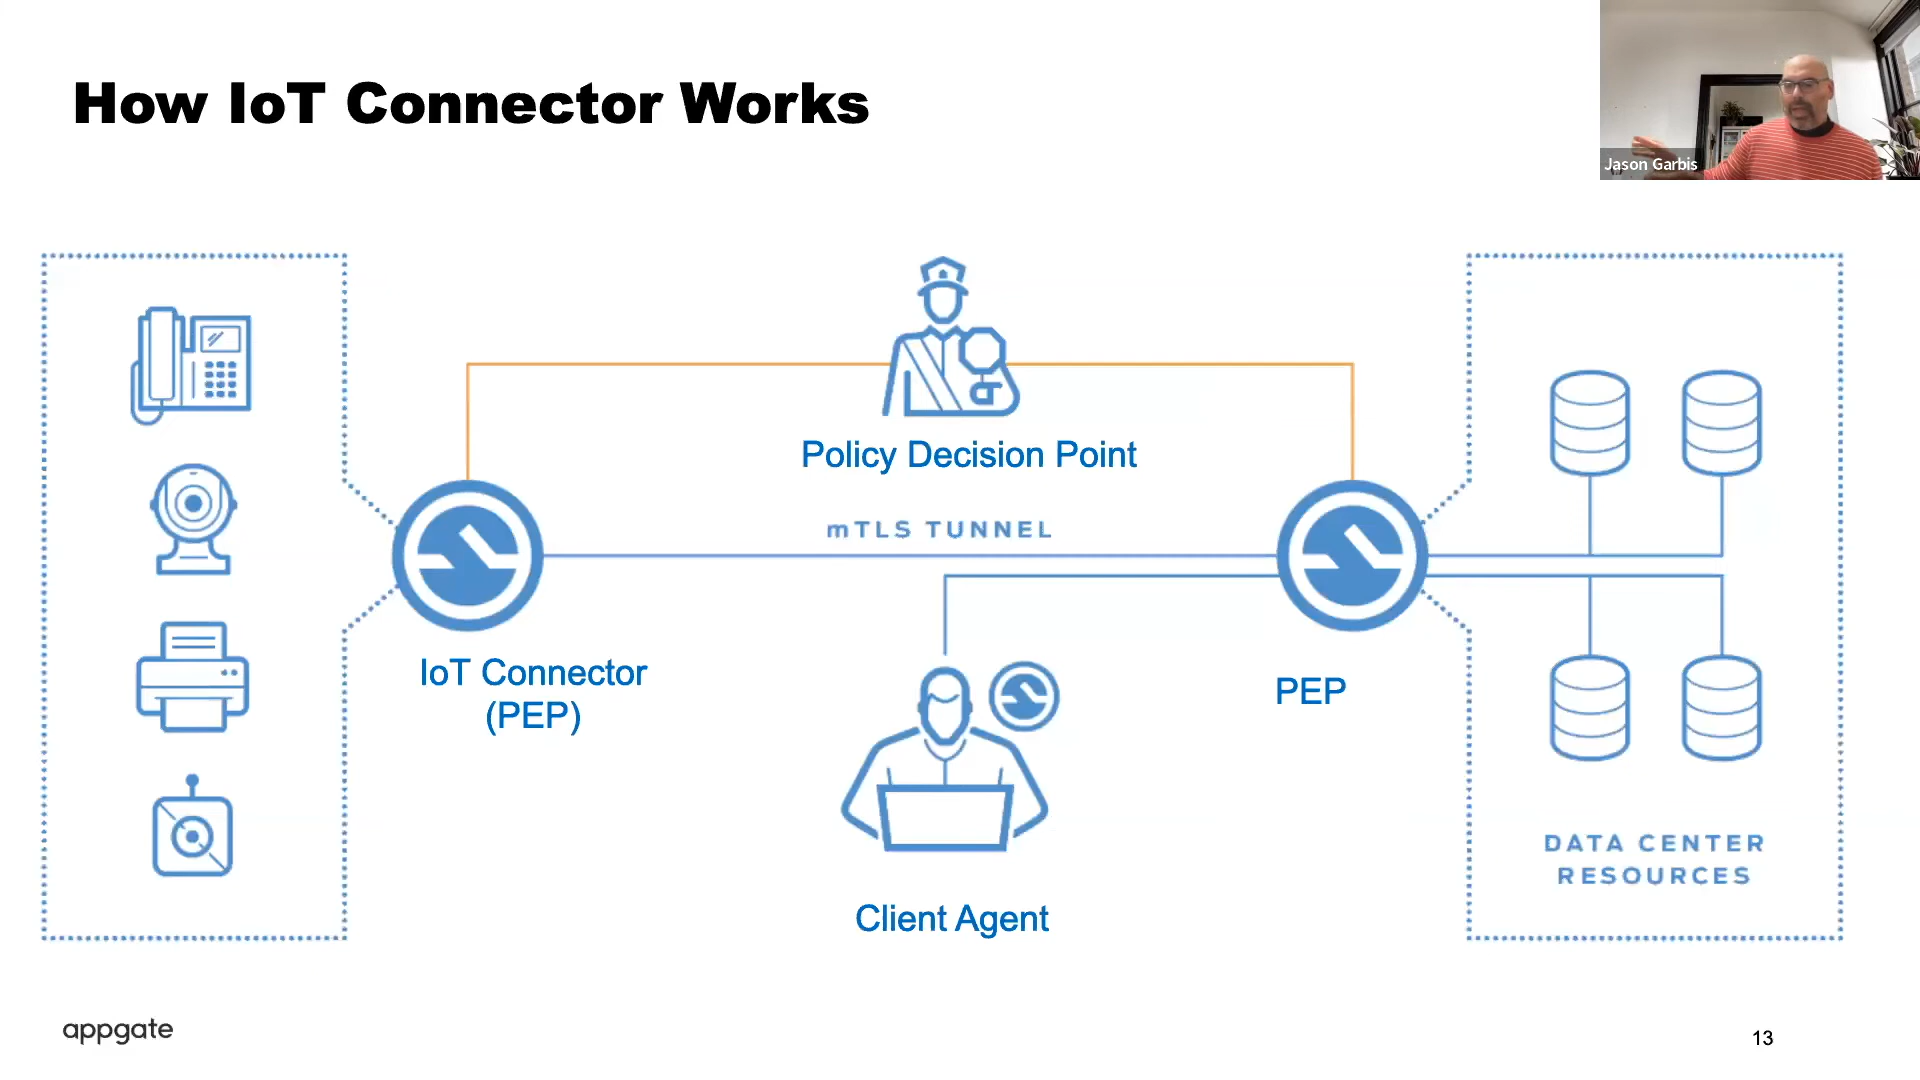 How IoT Connector Works
Jason Garbis
Policy Decision Point
mTLS TUNNEL
IoT Connector
(PEP)
PEP
Client Agent
DATA CENTER
RESOURCES
appgate
13